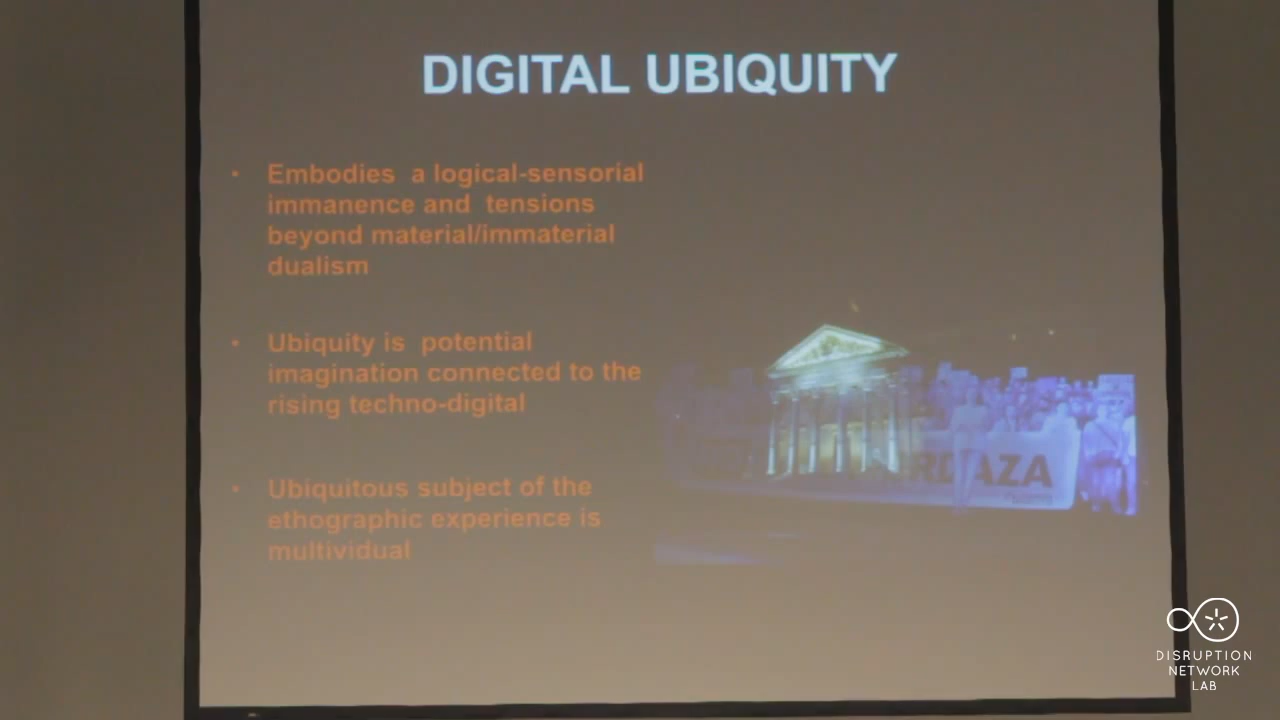 DIGITAL UBIQUITY
• Embodies a logical-sensorial
immanence and tensions
beyond material/immaterial
dualism
• Ubiquity is potential
imagination connected to the
rising techno-digital
• Ubiquitous subject of the
ethographic experience is
multividual
DISRUPTION
NETWORK
LAB